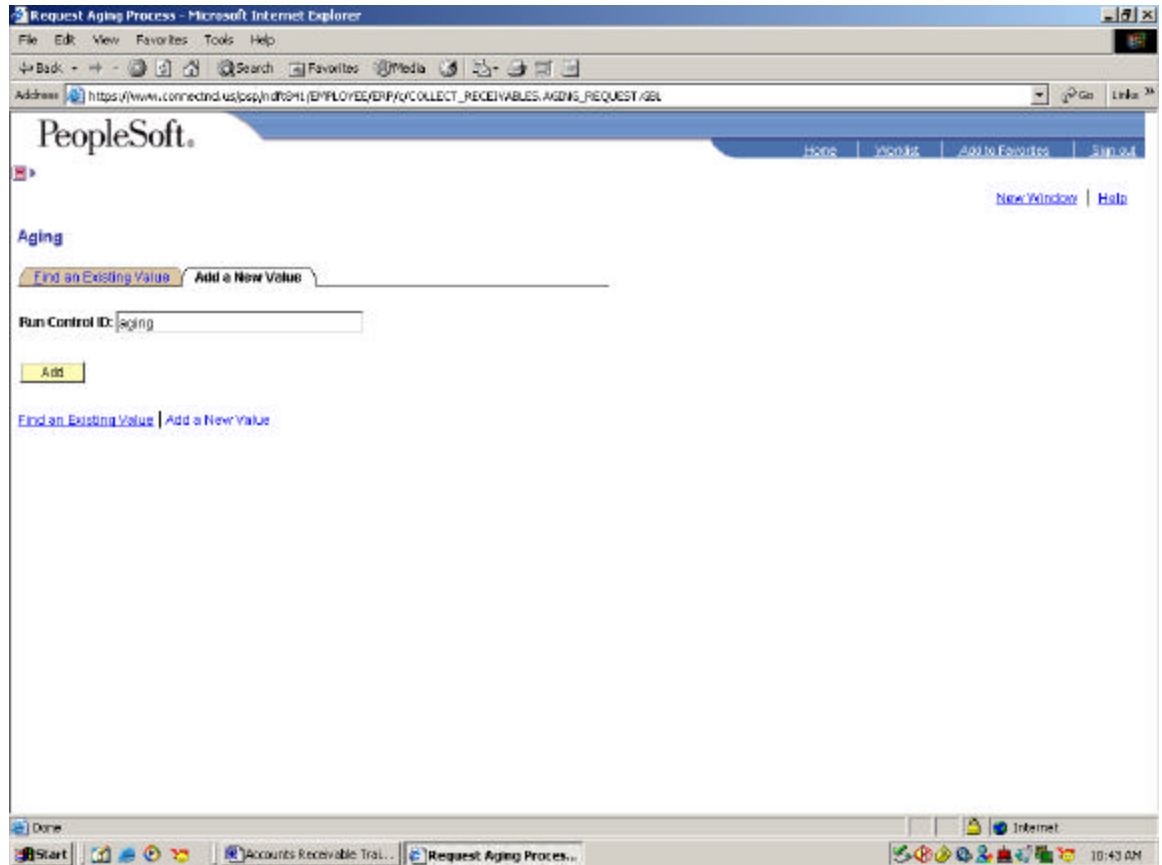 Request Aging Process - Microsoft Internet Explorer
File Edit View Favorites Tools Help
Back Search Favorites Media
Address https://www.connectnd.us/psp/ /EMPLOYEE/ERP/c/COLLECT_RECEIVABLES.AGING_REQUEST.GBL Go Links »
PeopleSoft.
Home | Worklist | Add to Favorites | Sign out
New Window | Help
Aging
Find an Existing Value Add a New Value
Run Control ID: aging
Add
Find an Existing Value | Add a New Value
Done Internet
Start Accounts Receivable Trai... Request Aging Proces... 10:43 AM